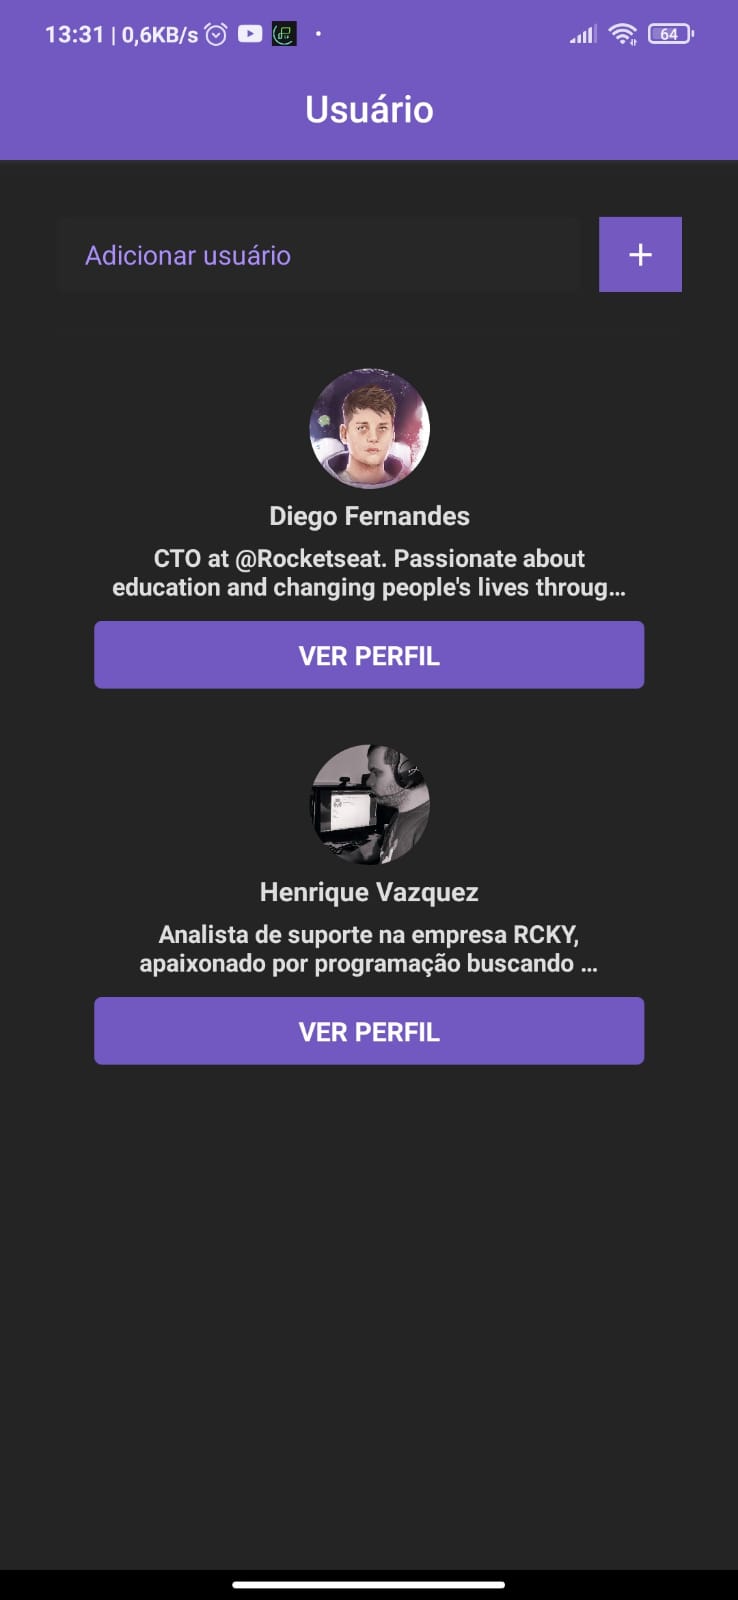 13:31 | 0,6KB/s
64
Usuário
Adicionar usuário
+
Diego Fernandes
CTO at @Rocketseat. Passionate about
education and changing people's lives throug...
VER PERFIL
Henrique Vazquez
Analista de suporte na empresa RCKY,
apaixonado por programação buscando ...
VER PERFIL